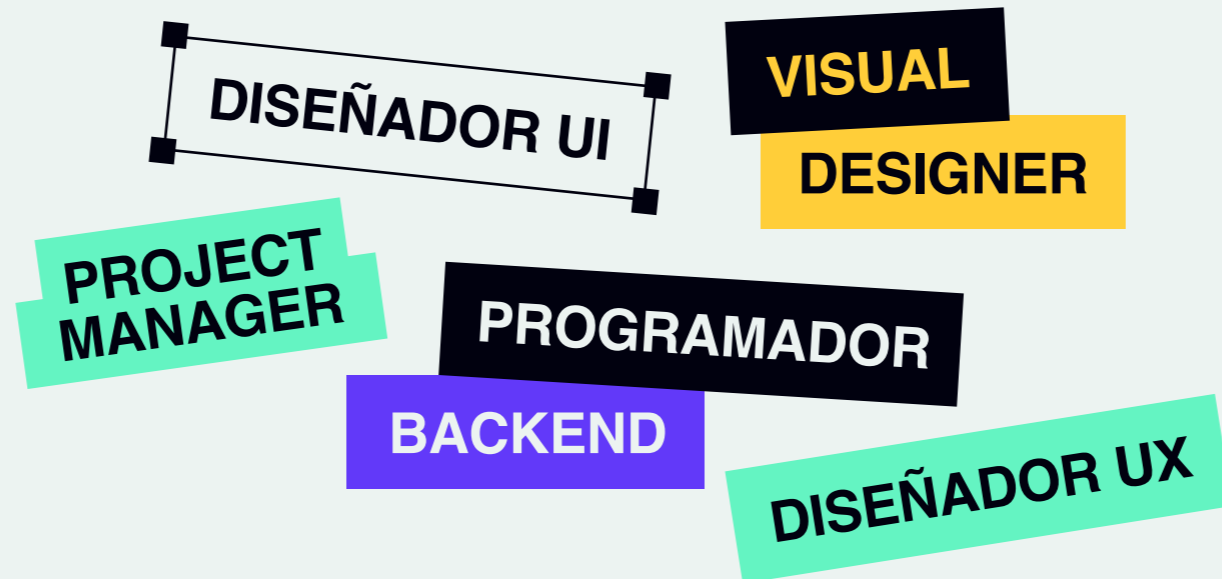 DISEÑADOR UI
VISUAL
DESIGNER
PROJECT
MANAGER
PROGRAMADOR
BACKEND
DISEÑADOR UX